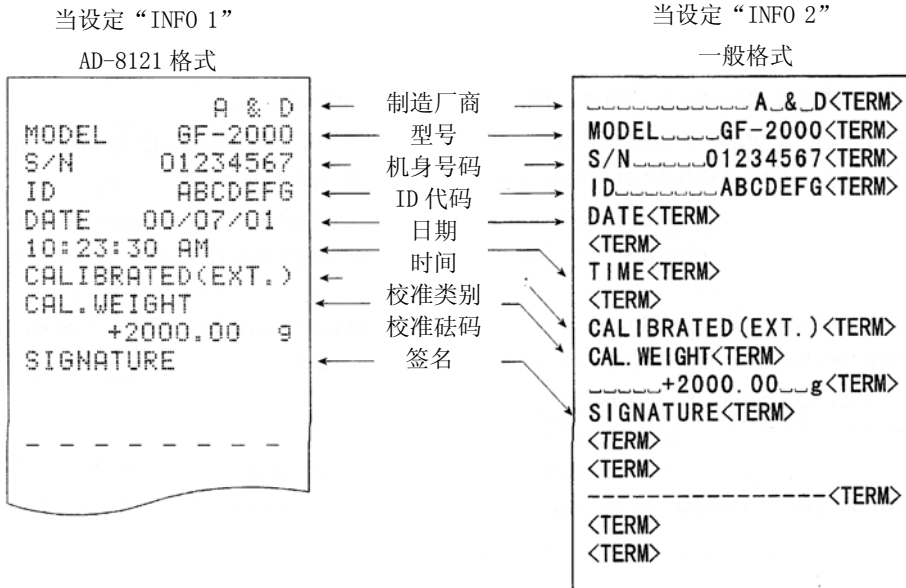 当设定“INFO 1”
AD-8121 格式
A & D
MODEL GF-2000
S/N 01234567
ID ABCDEFG
DATE 00/07/01
10:23:30 AM
CALIBRATED(EXT.)
CAL.WEIGHT
+2000.00 g
SIGNATURE
- - - - - - - -
制造厂商
型号
机身号码
ID 代码
日期
时间
校准类别
校准砝码
签名
当设定“INFO 2”
一般格式
␣␣␣␣␣␣␣␣␣␣␣A␣&␣D<TERM>
MODEL␣␣␣␣GF-2000<TERM>
S/N␣␣␣␣␣01234567<TERM>
ID␣␣␣␣␣␣␣ABCDEFG<TERM>
DATE<TERM>
<TERM>
TIME<TERM>
<TERM>
CALIBRATED(EXT.)<TERM>
CAL.WEIGHT<TERM>
␣␣␣␣␣+2000.00␣␣g<TERM>
SIGNATURE<TERM>
<TERM>
<TERM>
----------------<TERM>
<TERM>
<TERM>